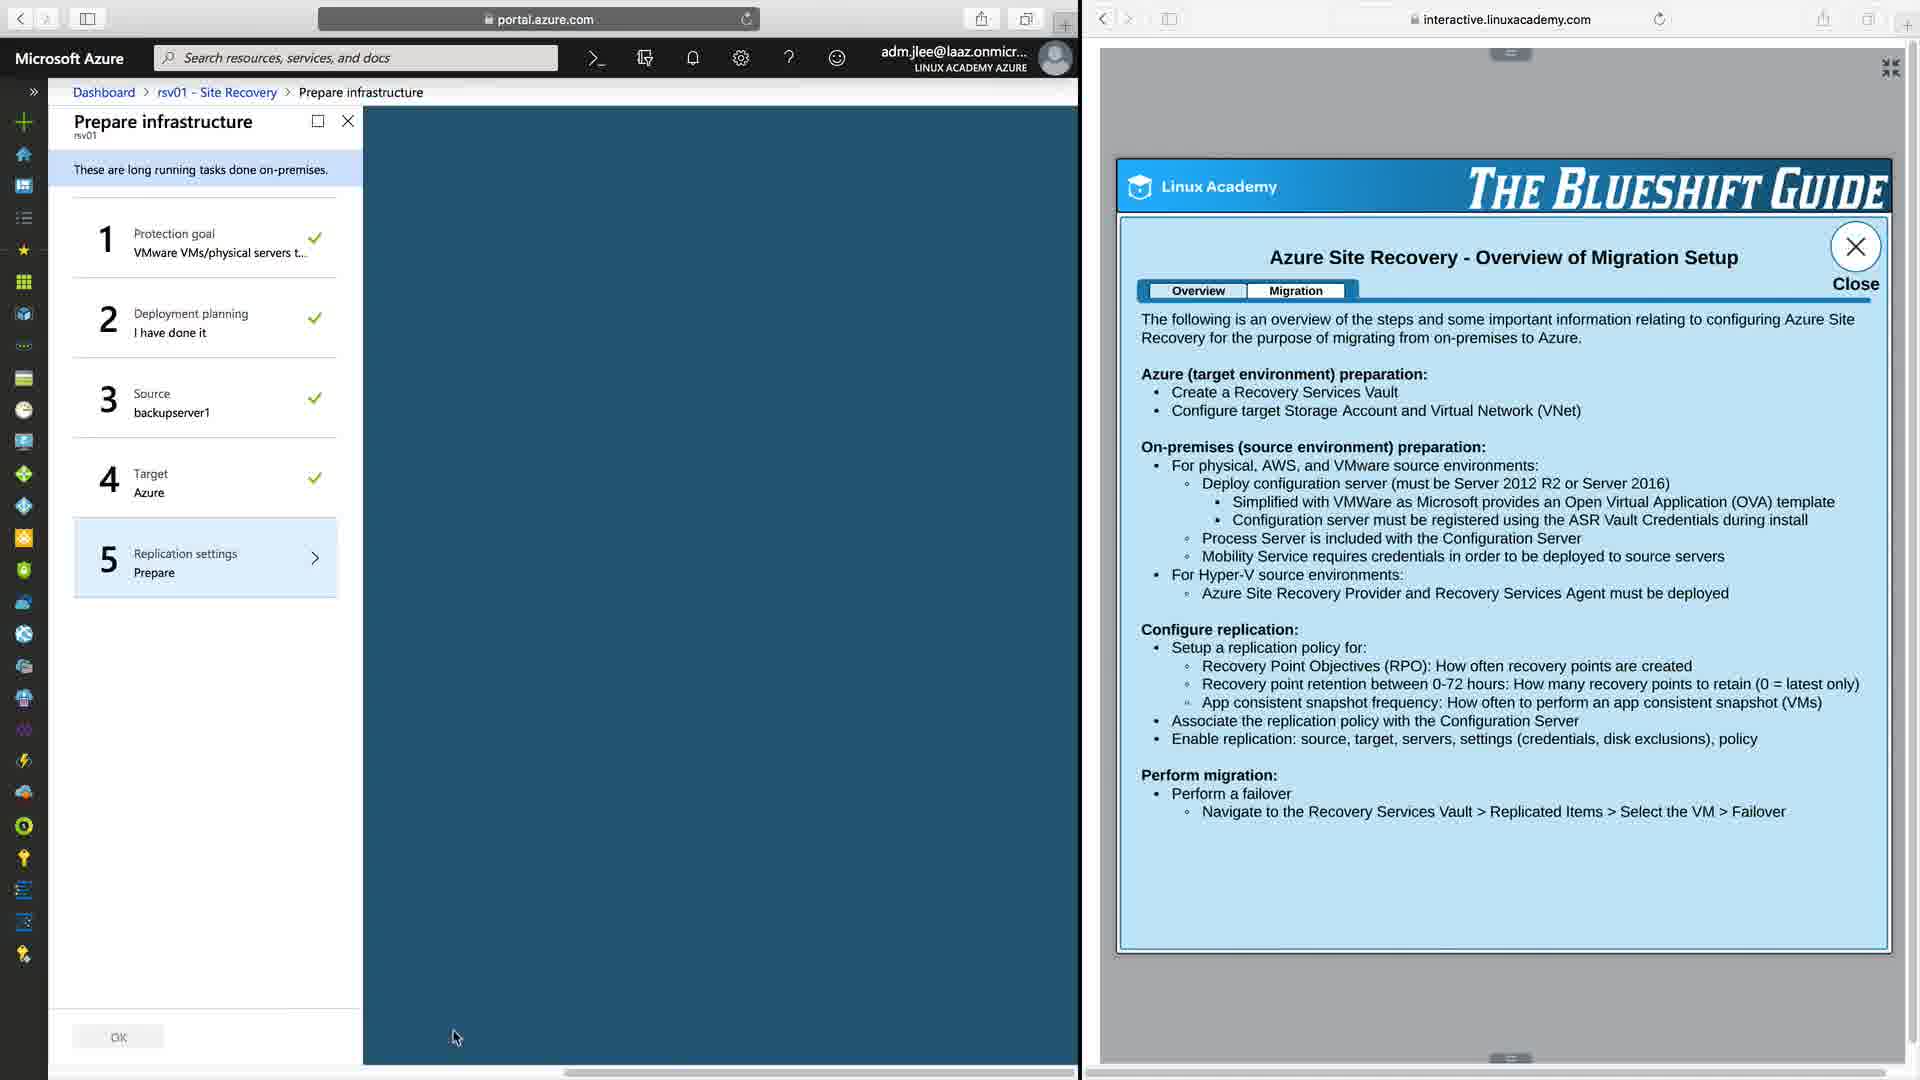 portal.azure.com
Microsoft Azure
Search resources, services, and docs
adm.jlee@laaz.onmicr...
LINUX ACADEMY AZURE
Dashboard > rsv01 - Site Recovery > Prepare infrastructure
Prepare infrastructure
rsv01
These are long running tasks done on-premises.
1
Protection goal
VMware VMs/physical servers t...
2
Deployment planning
I have done it
3
Source
backupserver1
4
Target
Azure
5
Replication settings
Prepare
OK
interactive.linuxacademy.com
Linux Academy
THE BLUESHIFT GUIDE
Azure Site Recovery - Overview of Migration Setup
Close
Overview
Migration
The following is an overview of the steps and some important information relating to configuring Azure Site
Recovery for the purpose of migrating from on-premises to Azure.
Azure (target environment) preparation:
• Create a Recovery Services Vault
• Configure target Storage Account and Virtual Network (VNet)
On-premises (source environment) preparation:
• For physical, AWS, and VMware source environments:
◦ Deploy configuration server (must be Server 2012 R2 or Server 2016)
▪ Simplified with VMWare as Microsoft provides an Open Virtual Application (OVA) template
▪ Configuration server must be registered using the ASR Vault Credentials during install
◦ Process Server is included with the Configuration Server
◦ Mobility Service requires credentials in order to be deployed to source servers
• For Hyper-V source environments:
◦ Azure Site Recovery Provider and Recovery Services Agent must be deployed
Configure replication:
• Setup a replication policy for:
◦ Recovery Point Objectives (RPO): How often recovery points are created
◦ Recovery point retention between 0-72 hours: How many recovery points to retain (0 = latest only)
◦ App consistent snapshot frequency: How often to perform an app consistent snapshot (VMs)
• Associate the replication policy with the Configuration Server
• Enable replication: source, target, servers, settings (credentials, disk exclusions), policy
Perform migration:
• Perform a failover
◦ Navigate to the Recovery Services Vault > Replicated Items > Select the VM > Failover